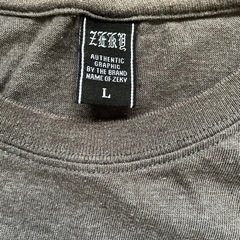 ZEKY
AUTHENTIC
GRAPHIC
BY THE BRAND
NAME OF ZEKY
L